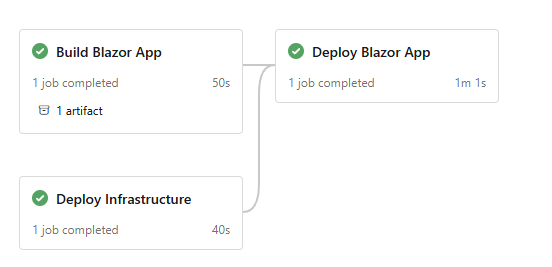 Build Blazor App
1 job completed 50s
1 artifact
Deploy Blazor App
1 job completed 1m 1s
Deploy Infrastructure
1 job completed 40s